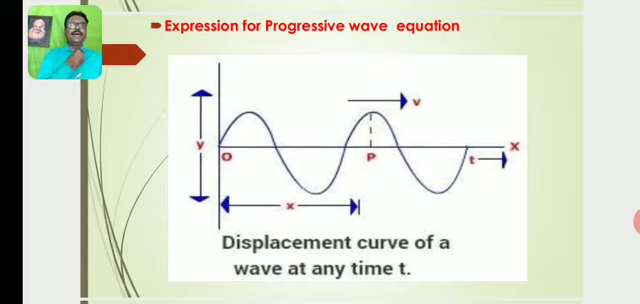 Expression for Progressive wave equation
v
y
O
P
t
X
x
Displacement curve of a
wave at any time t.